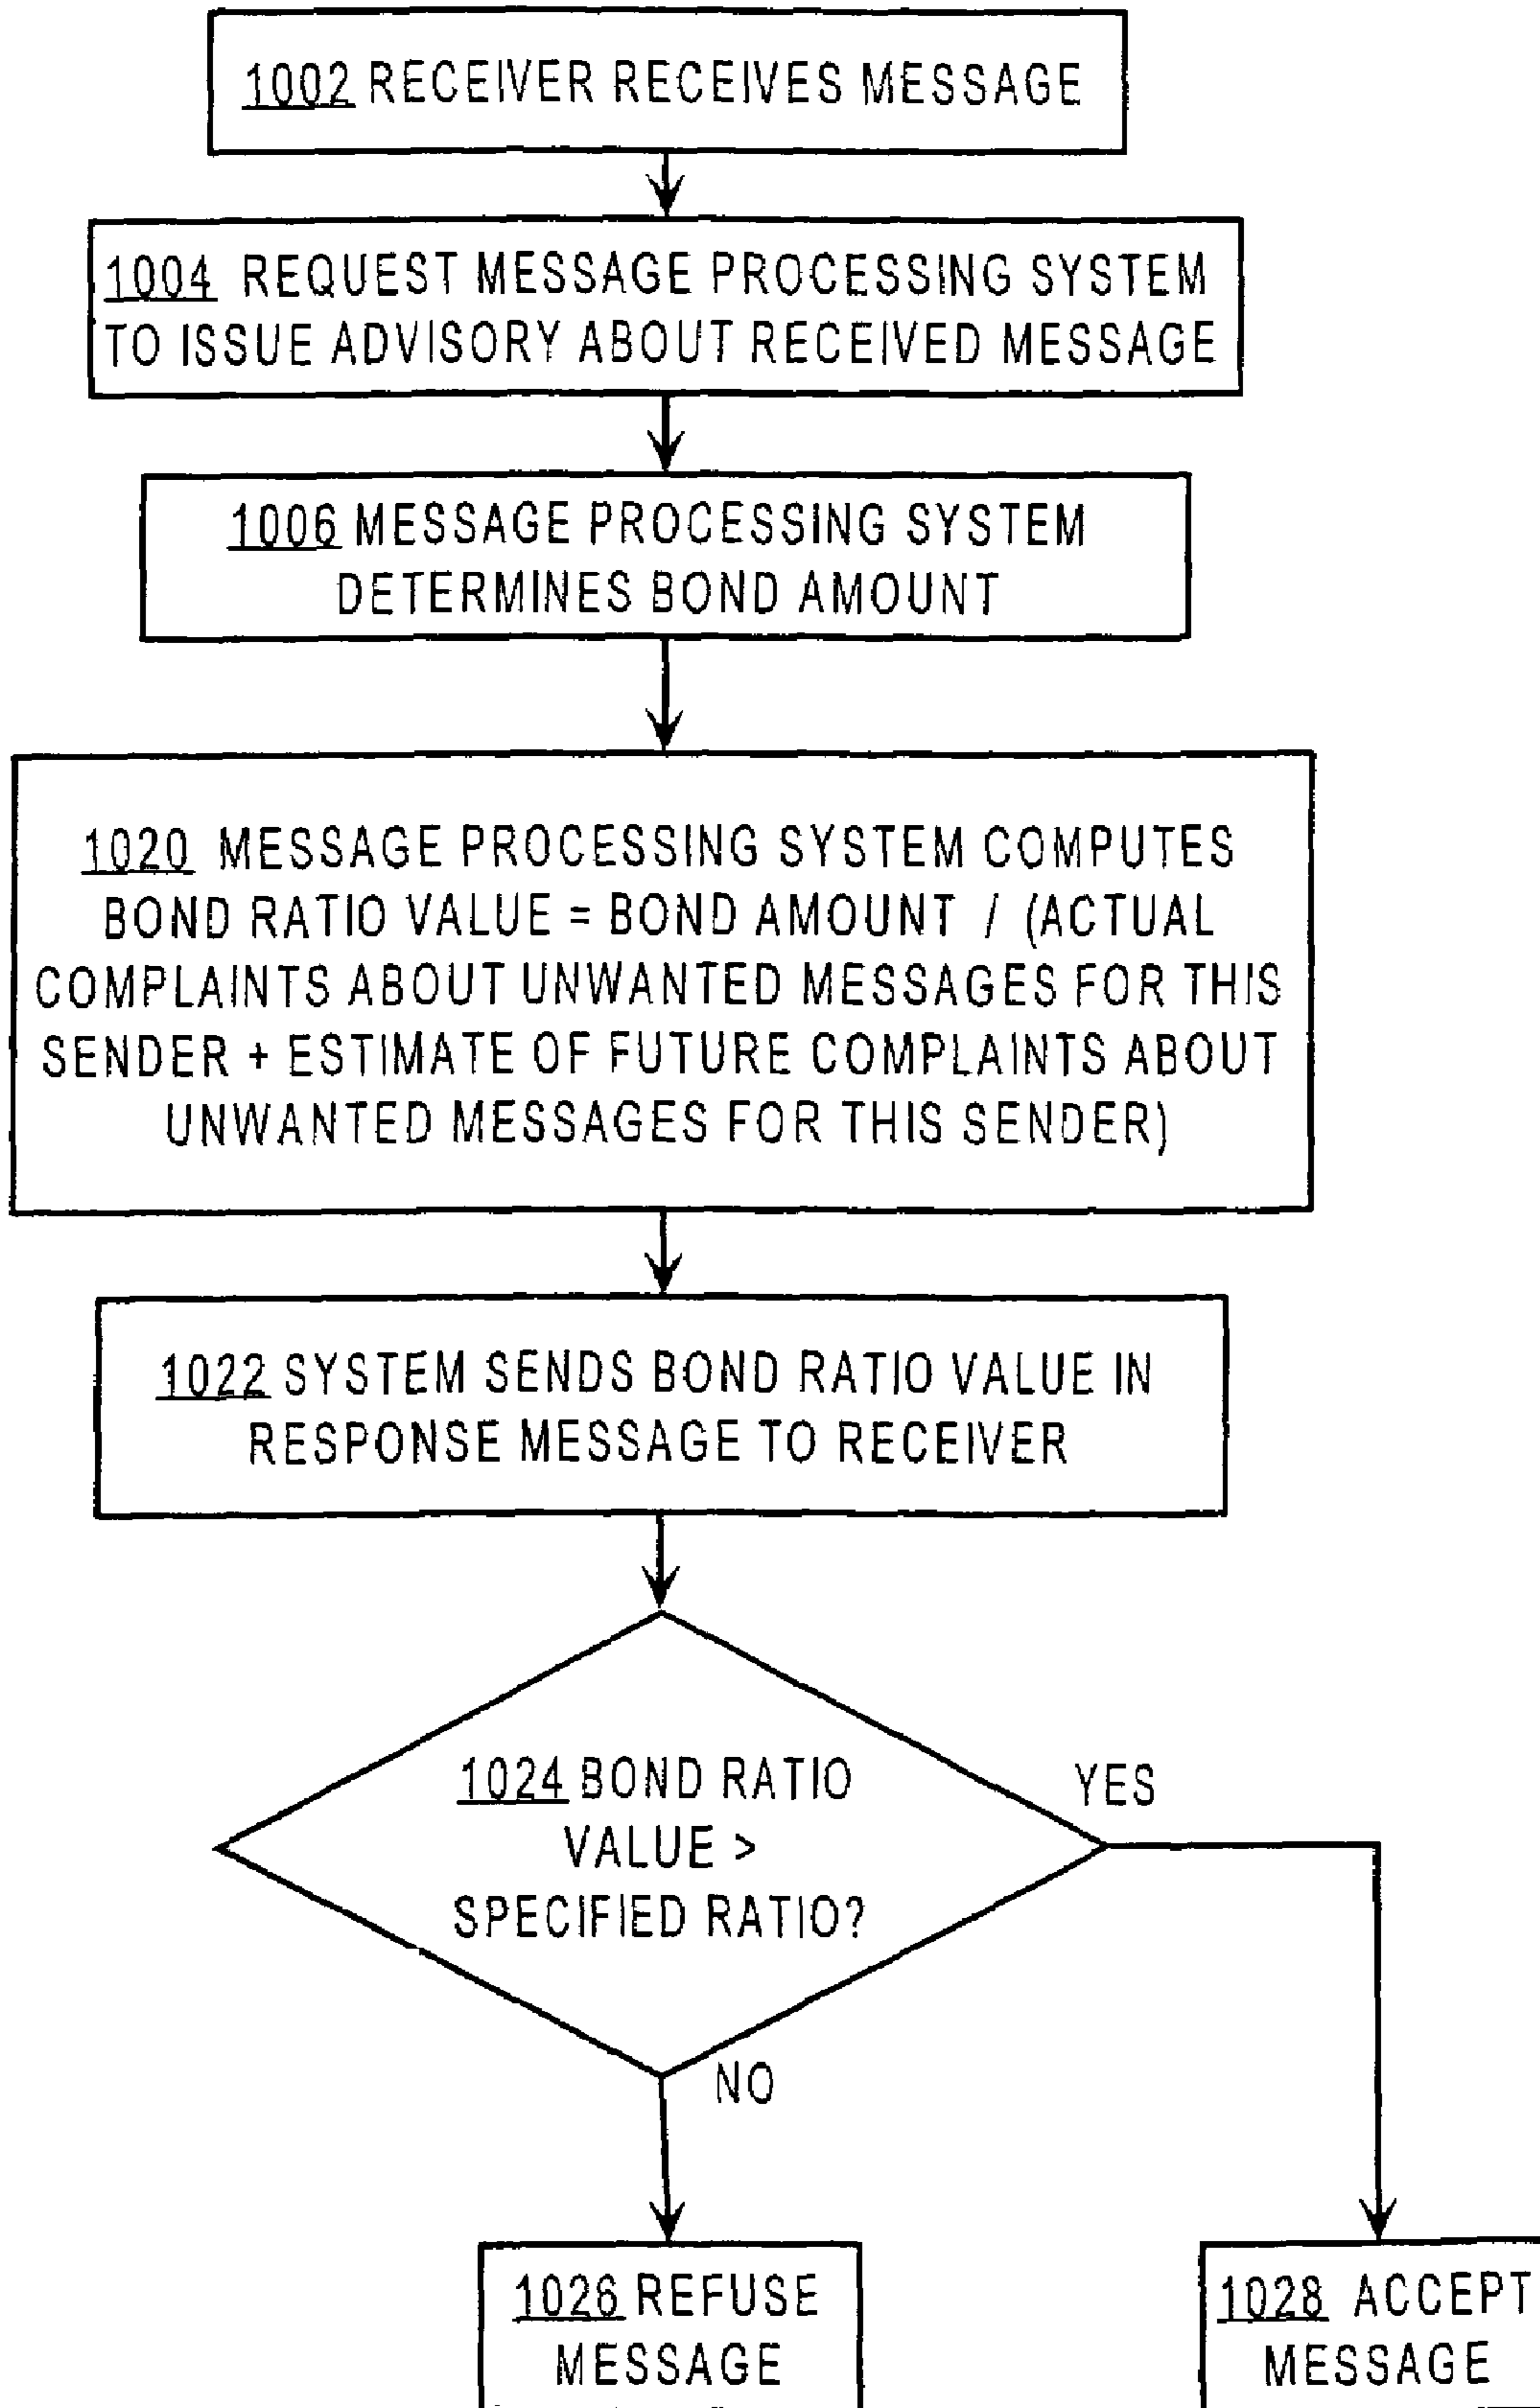 1002 RECEIVER RECEIVES MESSAGE
1004 REQUEST MESSAGE PROCESSING SYSTEM
TO ISSUE ADVISORY ABOUT RECEIVED MESSAGE
1006 MESSAGE PROCESSING SYSTEM
DETERMINES BOND AMOUNT
1020 MESSAGE PROCESSING SYSTEM COMPUTES
BOND RATIO VALUE = BOND AMOUNT / (ACTUAL
COMPLAINTS ABOUT UNWANTED MESSAGES FOR THIS
SENDER + ESTIMATE OF FUTURE COMPLAINTS ABOUT
UNWANTED MESSAGES FOR THIS SENDER)
1022 SYSTEM SENDS BOND RATIO VALUE IN
RESPONSE MESSAGE TO RECEIVER
1024 BOND RATIO
VALUE >
SPECIFIED RATIO?
YES
NO
1026 REFUSE
MESSAGE
1028 ACCEPT
MESSAGE